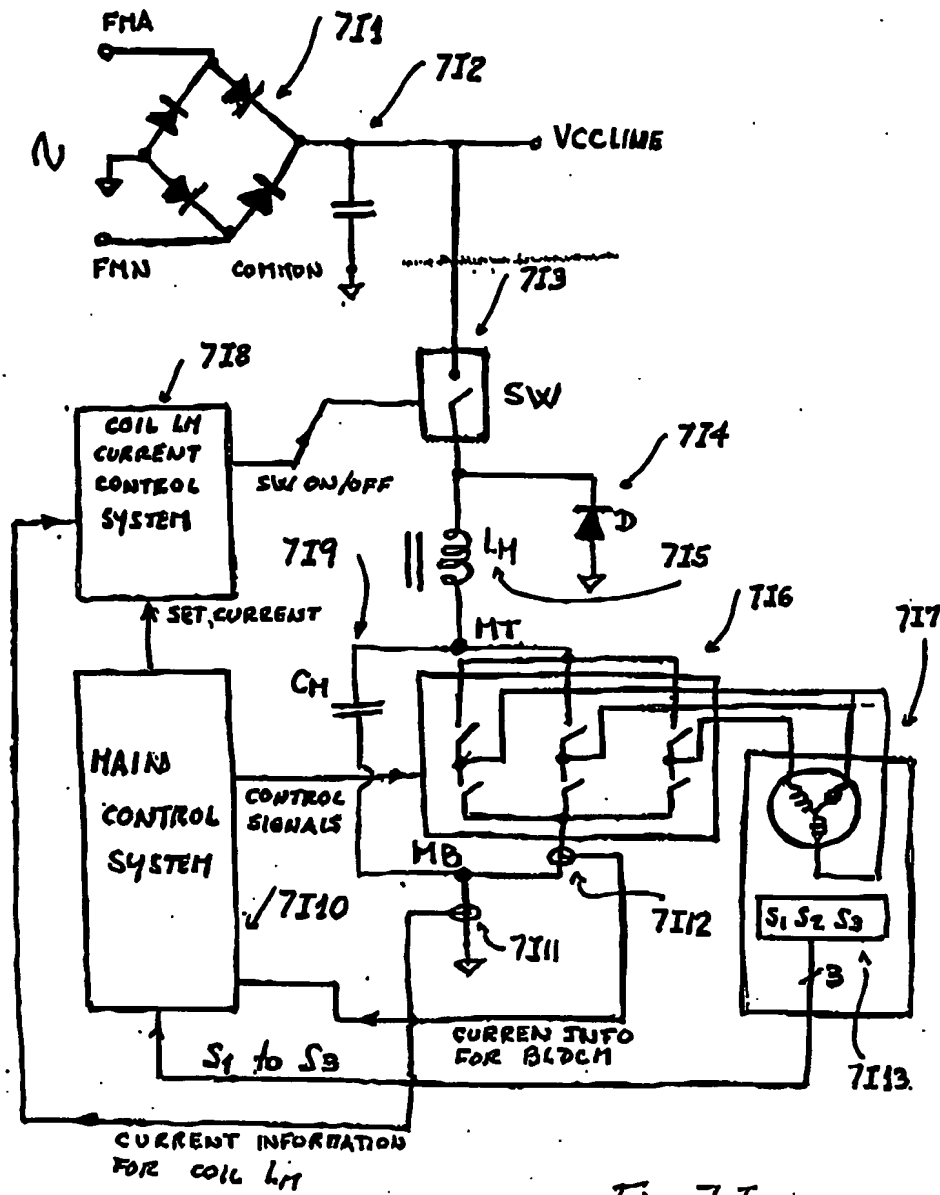 FMA
7I1
7I2
VCCLINE
FMN
COMMON
7I3
7I8
SW
COIL LM
CURRENT
CONTROL
SYSTEM
SW ON/OFF
7I4
D
7I9
LM
7I5
SET, CURRENT
MT
7I6
7I7
CM
MAIN
CONTROL
SYSTEM
CONTROL
SIGNALS
MB
7I10
7I12
S1 S2 S3
7I11
3
CURREN INFO
FOR BLDCM
S1 to S3
7I13
CURRENT INFORMATION
FOR COIL LM